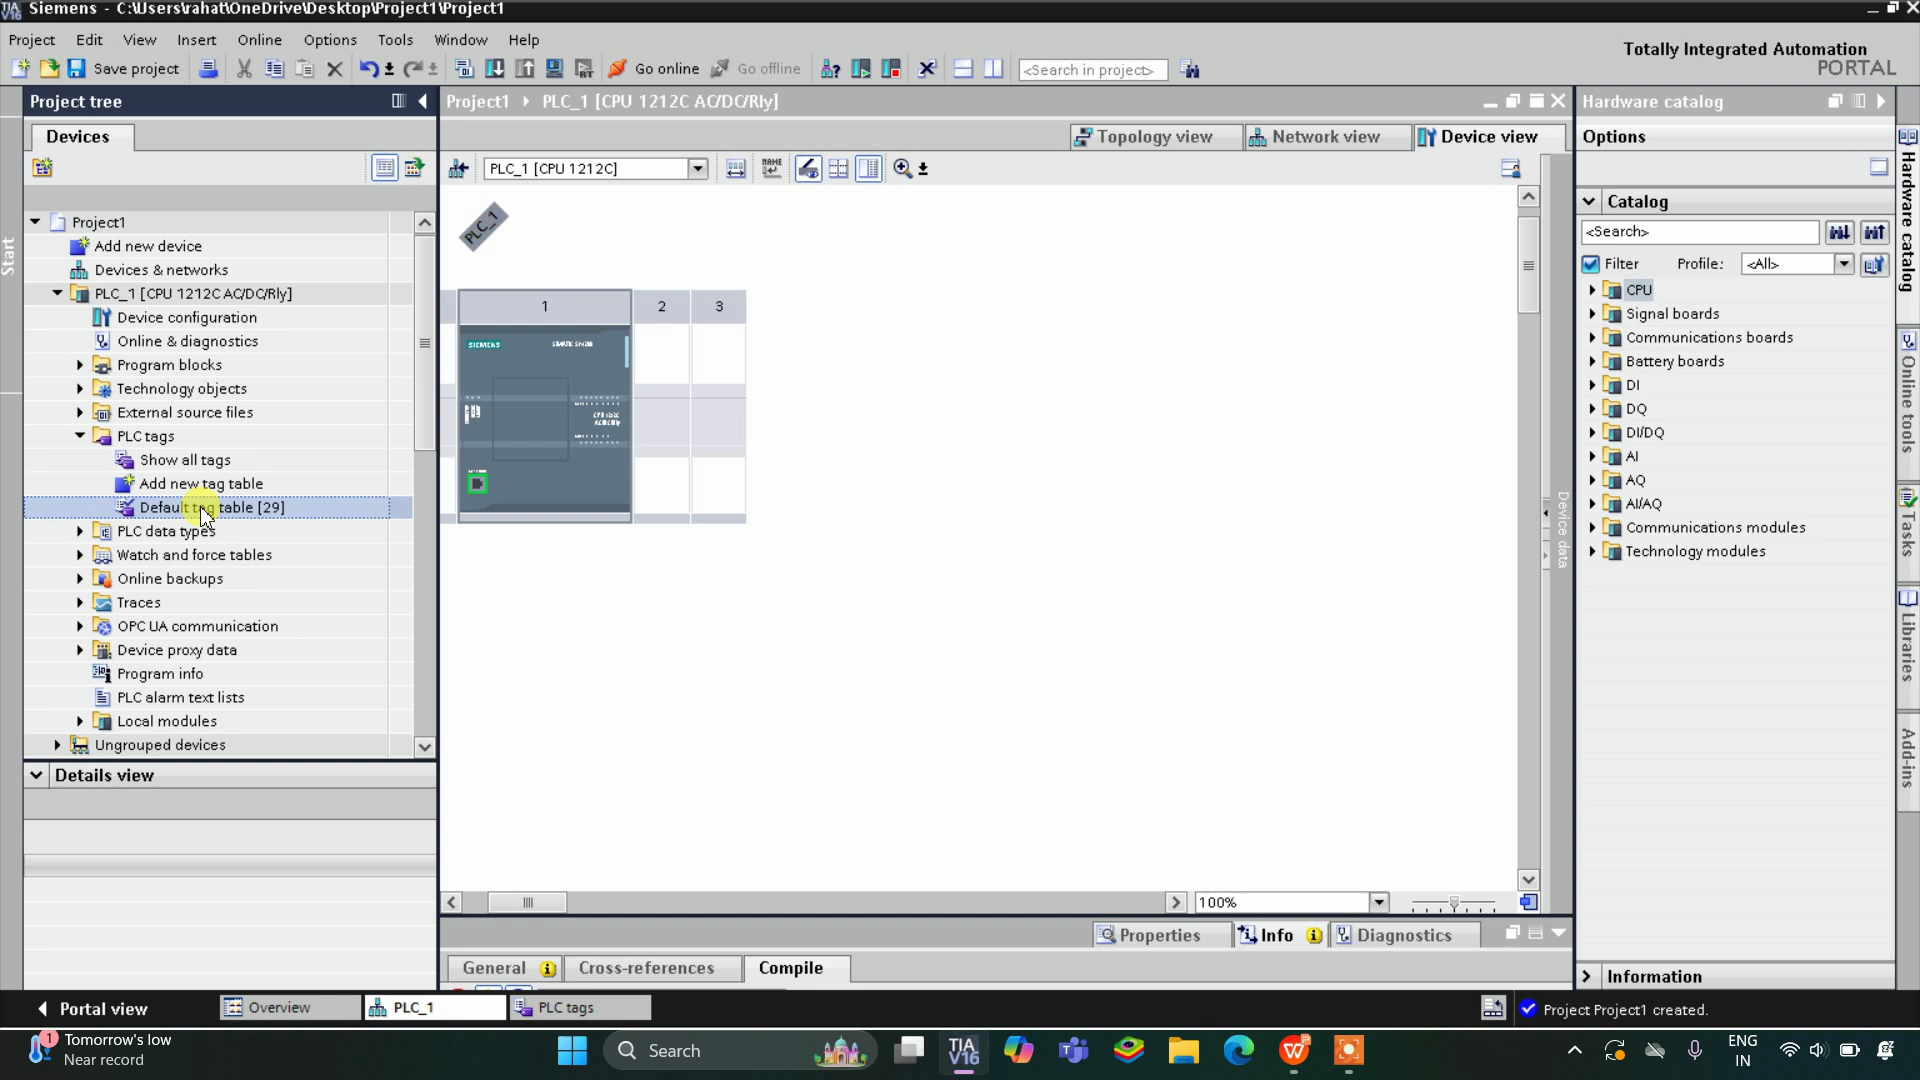 Siemens - C:\Users\rahat\OneDrive\Desktop\Project1\Project1
Project Edit View Insert Online Options Tools Window Help
Totally Integrated Automation
PORTAL
Save project Go online Go offline <Search in project>
Project tree
Project1 PLC_1 [CPU 1212C AC/DC/Rly]
Hardware catalog
Devices
Topology view Network view Device view
Options
PLC_1 [CPU 1212C]
Start
Project1
Add new device
Devices & networks
PLC_1 [CPU 1212C AC/DC/Rly]
Device configuration
Online & diagnostics
Program blocks
Technology objects
External source files
PLC tags
Show all tags
Add new tag table
Default tag table [29]
PLC data types
Watch and force tables
Online backups
Traces
OPC UA communication
Device proxy data
Program info
PLC alarm text lists
Local modules
Ungrouped devices
Details view
PLC_1
1 2 3
SIEMENS
Device data
100%
Properties Info Diagnostics
General Cross-references Compile
Catalog
<Search>
Filter Profile: <All>
CPU
Signal boards
Communications boards
Battery boards
DI
DQ
DI/DQ
AI
AQ
AI/AQ
Communications modules
Technology modules
Information
Hardware catalog
Online tools
Tasks
Libraries
Add-ins
Portal view Overview PLC_1 PLC tags
Project Project1 created.
1
Tomorrow's low
Near record
Search
TIA
V16
ENG
IN